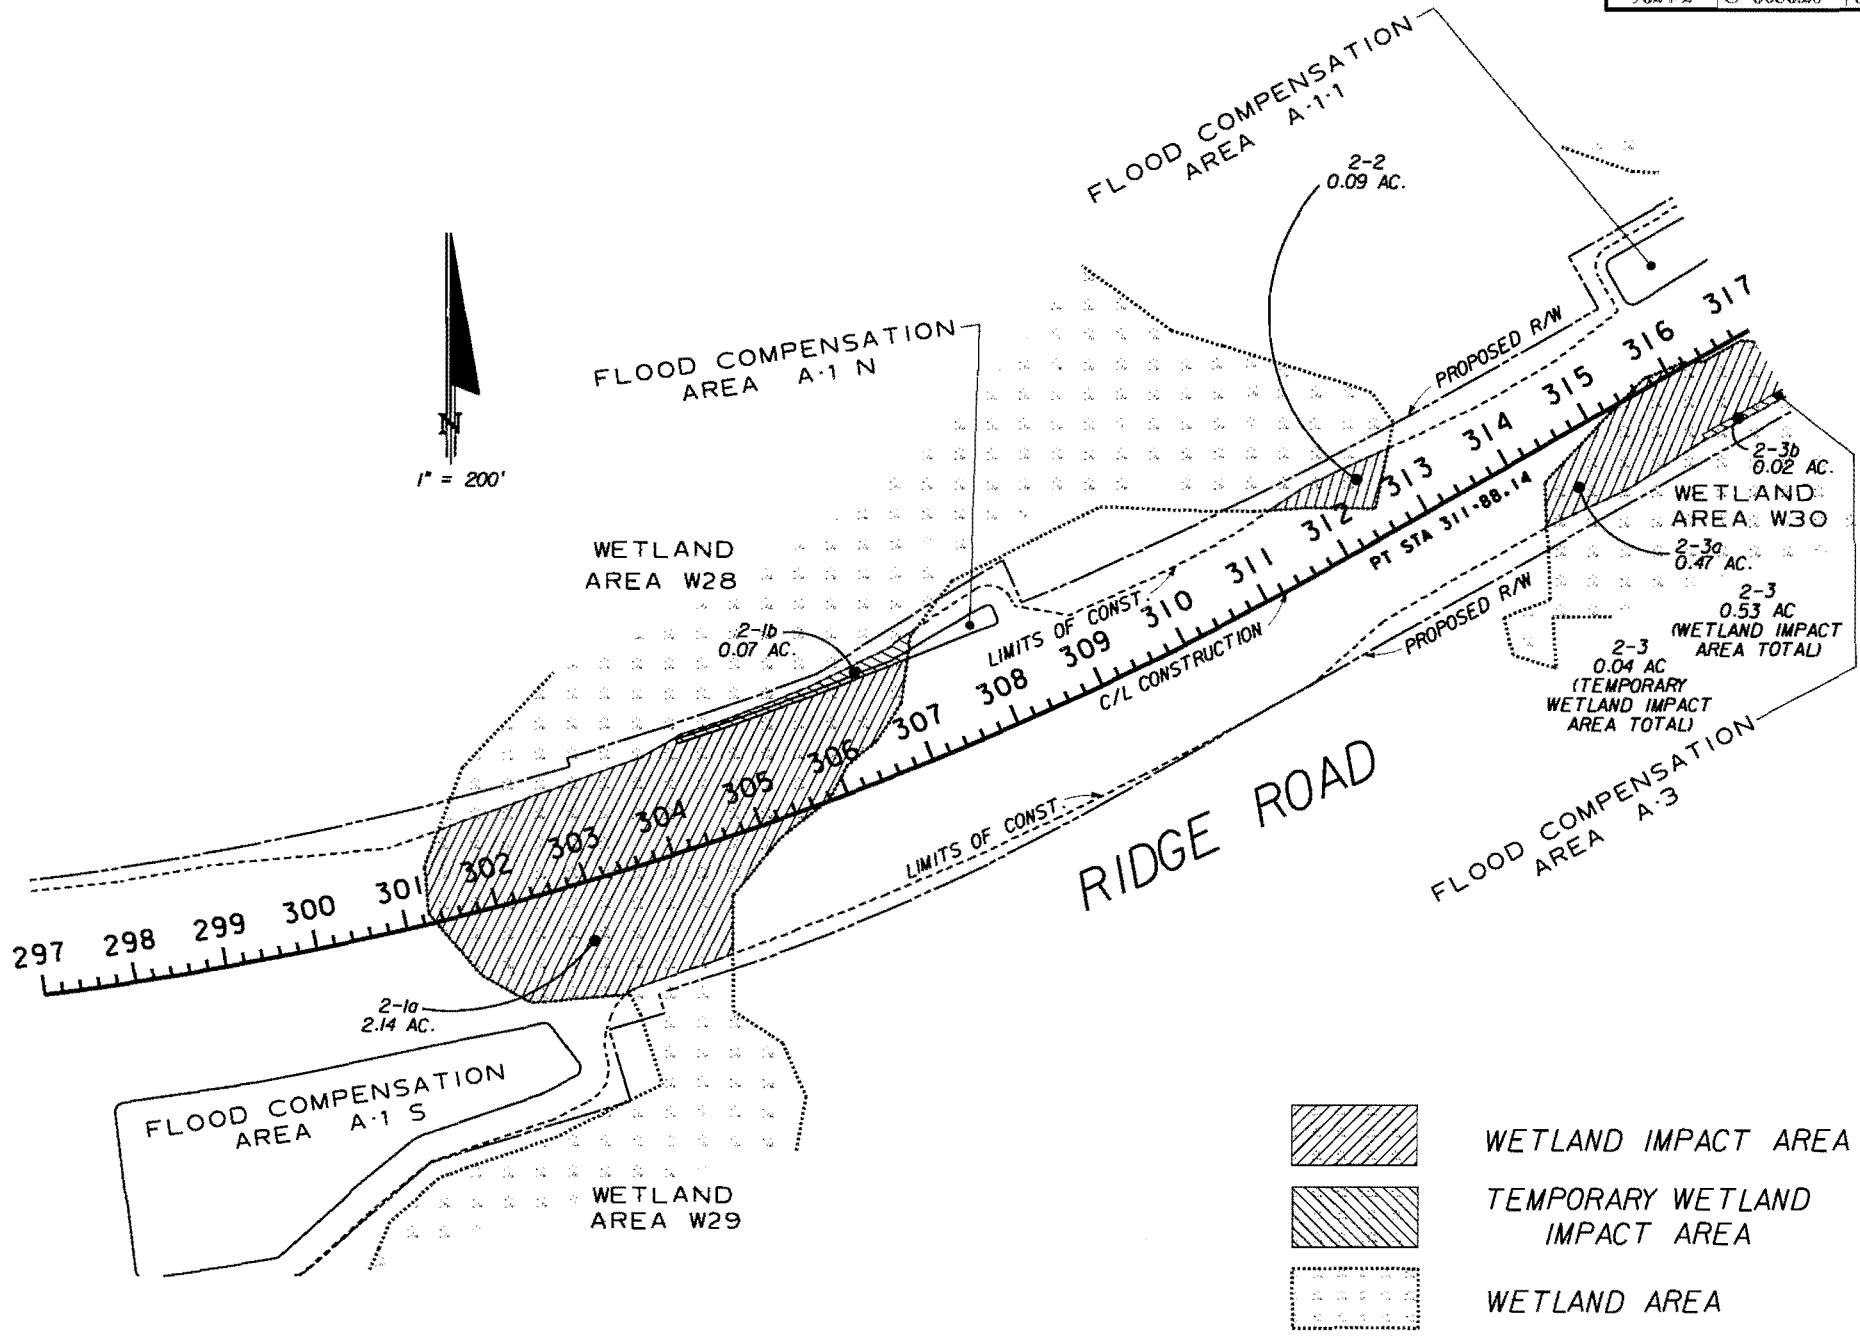 FLOOD COMPENSATION
AREA A-1-1
2-2
0.09 AC.
FLOOD COMPENSATION
AREA A-1 N
N
1" = 200'
PROPOSED R/W
WETLAND
AREA W28
2-1b
0.07 AC.
LIMITS OF CONST.
C/L CONSTRUCTION
PT STA 311+88.14
297 298 299 300 301 302 303 304 305 306 307 308 309 310 311 312 313 314 315 316 317
2-3b
0.02 AC.
WETLAND
AREA W30
2-3a
0.47 AC.
2-3
0.53 AC
(WETLAND IMPACT
AREA TOTAL)
PROPOSED R/W
2-3
0.04 AC
(TEMPORARY
WETLAND IMPACT
AREA TOTAL)
LIMITS OF CONST.
RIDGE ROAD
FLOOD COMPENSATION
AREA A-3
2-1a
2.14 AC.
FLOOD COMPENSATION
AREA A-1 S
WETLAND
AREA W29
WETLAND IMPACT AREA
TEMPORARY WETLAND
IMPACT AREA
WETLAND AREA